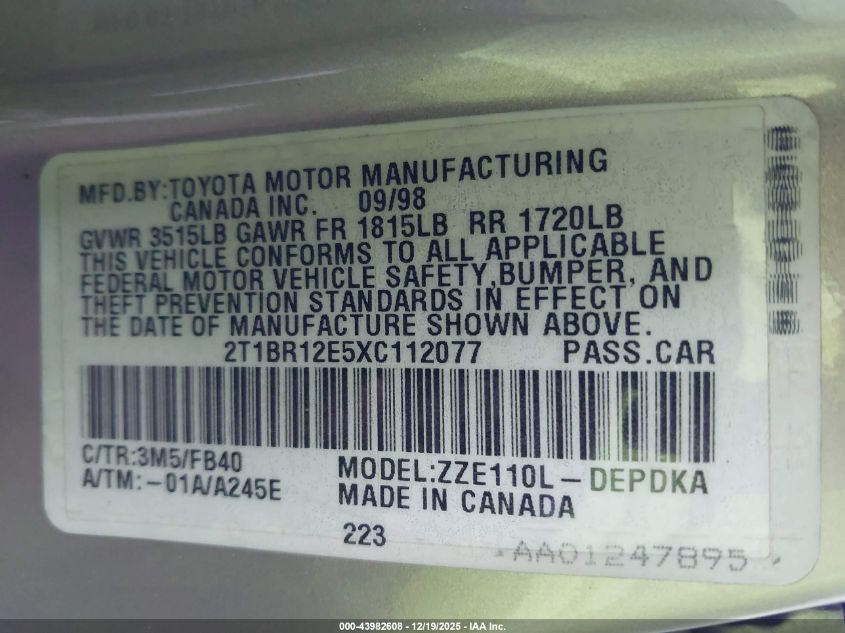 MFD.BY:TOYOTA MOTOR MANUFACTURING
CANADA INC. 09/98
GVWR 3515LB GAWR FR 1815LB RR 1720LB
THIS VEHICLE CONFORMS TO ALL APPLICABLE
FEDERAL MOTOR VEHICLE SAFETY,BUMPER, AND
THEFT PREVENTION STANDARDS IN EFFECT ON
THE DATE OF MANUFACTURE SHOWN ABOVE.
2T1BR12E5XC112077 PASS.CAR
C/TR:3M5/FB40
A/TM:-01A/A245E
MODEL:ZZE110L-DEPDKA
MADE IN CANADA
223
AA01247895
000-43982608 - 12/19/2025 - IAA Inc.